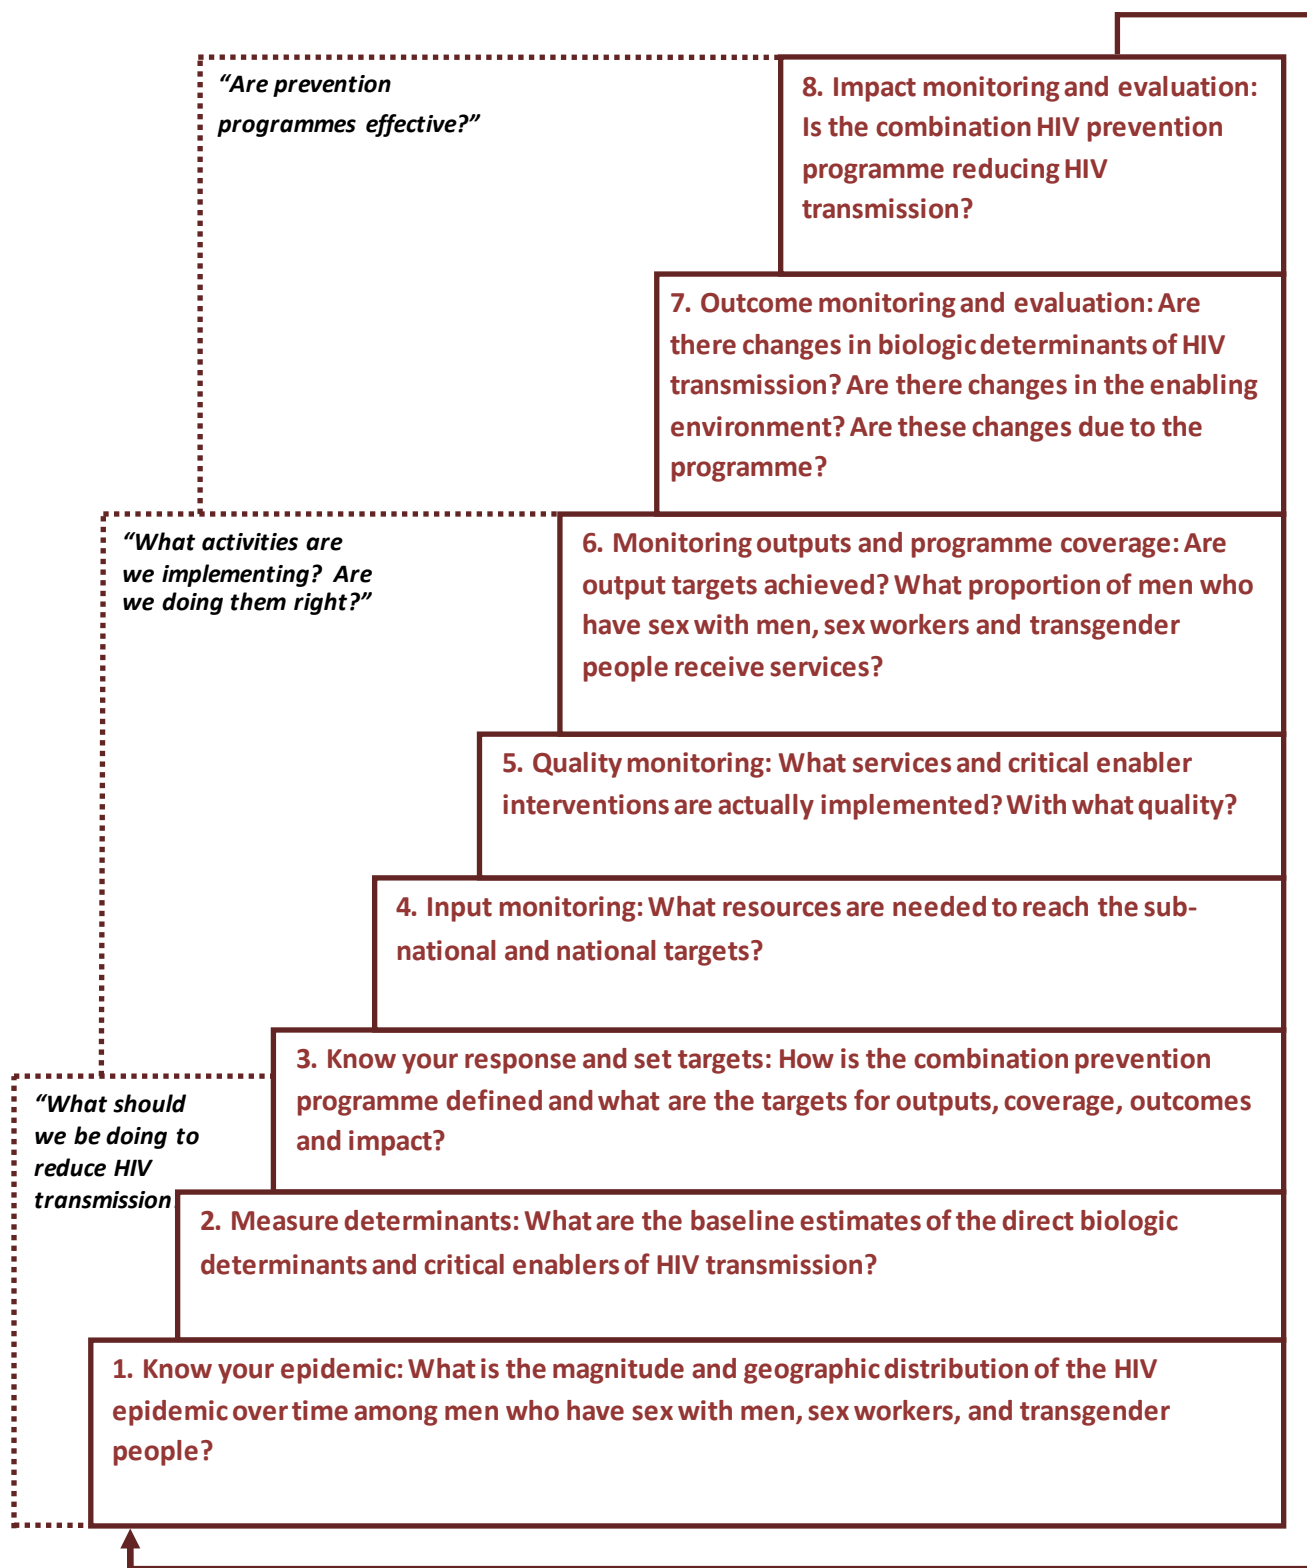 “Are prevention
programmes effective?”
8. Impact monitoring and evaluation:
Is the combination HIV prevention
programme reducing HIV
transmission?
7. Outcome monitoring and evaluation: Are
there changes in biologic determinants of HIV
transmission? Are there changes in the enabling
environment? Are these changes due to the
programme?
“What activities are
we implementing? Are
we doing them right?”
6. Monitoring outputs and programme coverage: Are
output targets achieved? What proportion of men who
have sex with men, sex workers and transgender
people receive services?
5. Quality monitoring: What services and critical enabler
interventions are actually implemented? With what quality?
4. Input monitoring: What resources are needed to reach the sub-
national and national targets?
3. Know your response and set targets: How is the combination prevention
programme defined and what are the targets for outputs, coverage, outcomes
and impact?
“What should
we be doing to
reduce HIV
transmission
2. Measure determinants: What are the baseline estimates of the direct biologic
determinants and critical enablers of HIV transmission?
1. Know your epidemic: What is the magnitude and geographic distribution of the HIV
epidemic over time among men who have sex with men, sex workers, and transgender
people?